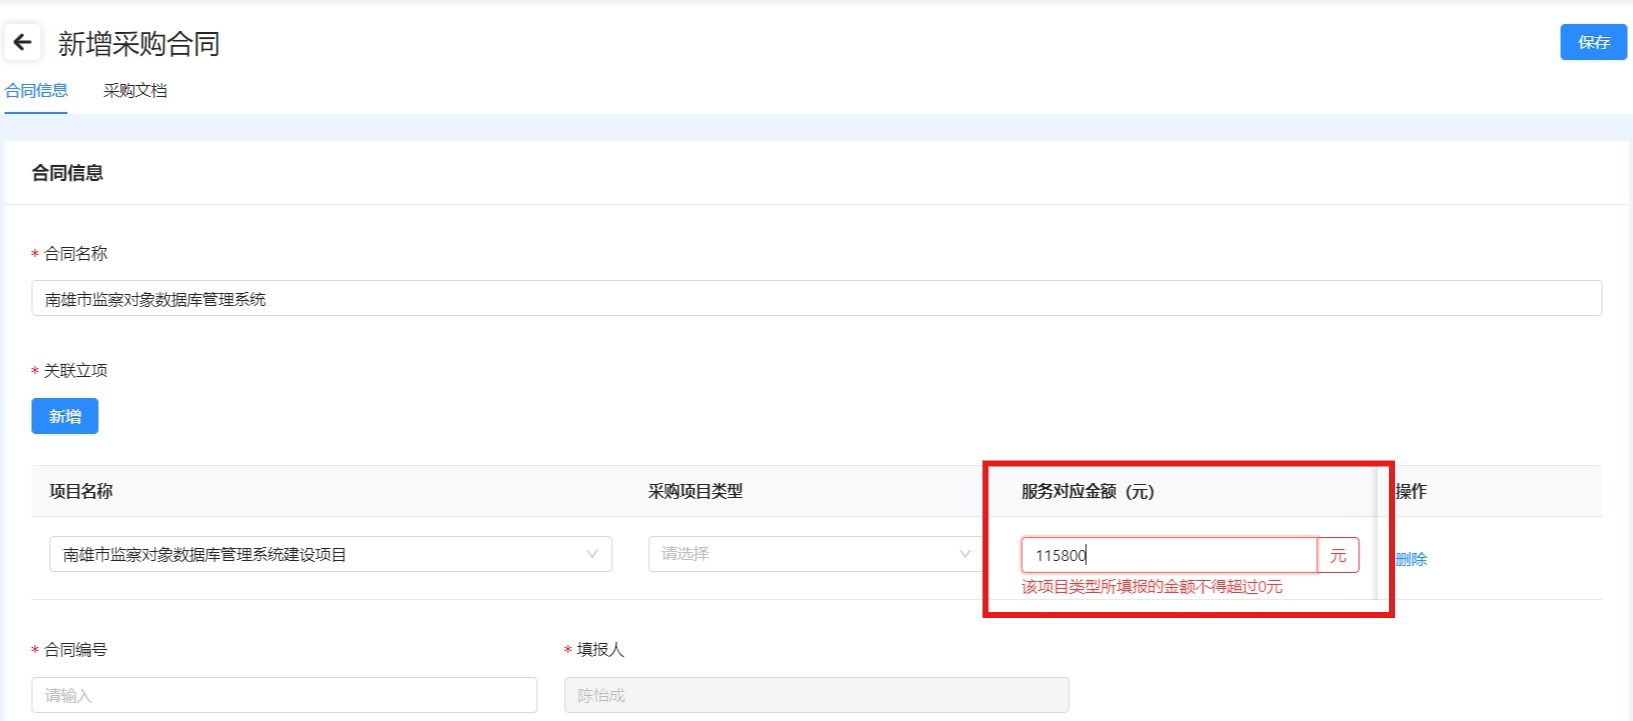 新增采购合同
保存
合同信息
采购文档
合同信息
* 合同名称
南雄市监察对象数据库管理系统
* 关联立项
新增
项目名称
采购项目类型
服务对应金额（元）
操作
南雄市监察对象数据库管理系统建设项目
请选择
115800
元
删除
该项目类型所填报的金额不得超过0元
* 合同编号
* 填报人
请输入
陈怡成